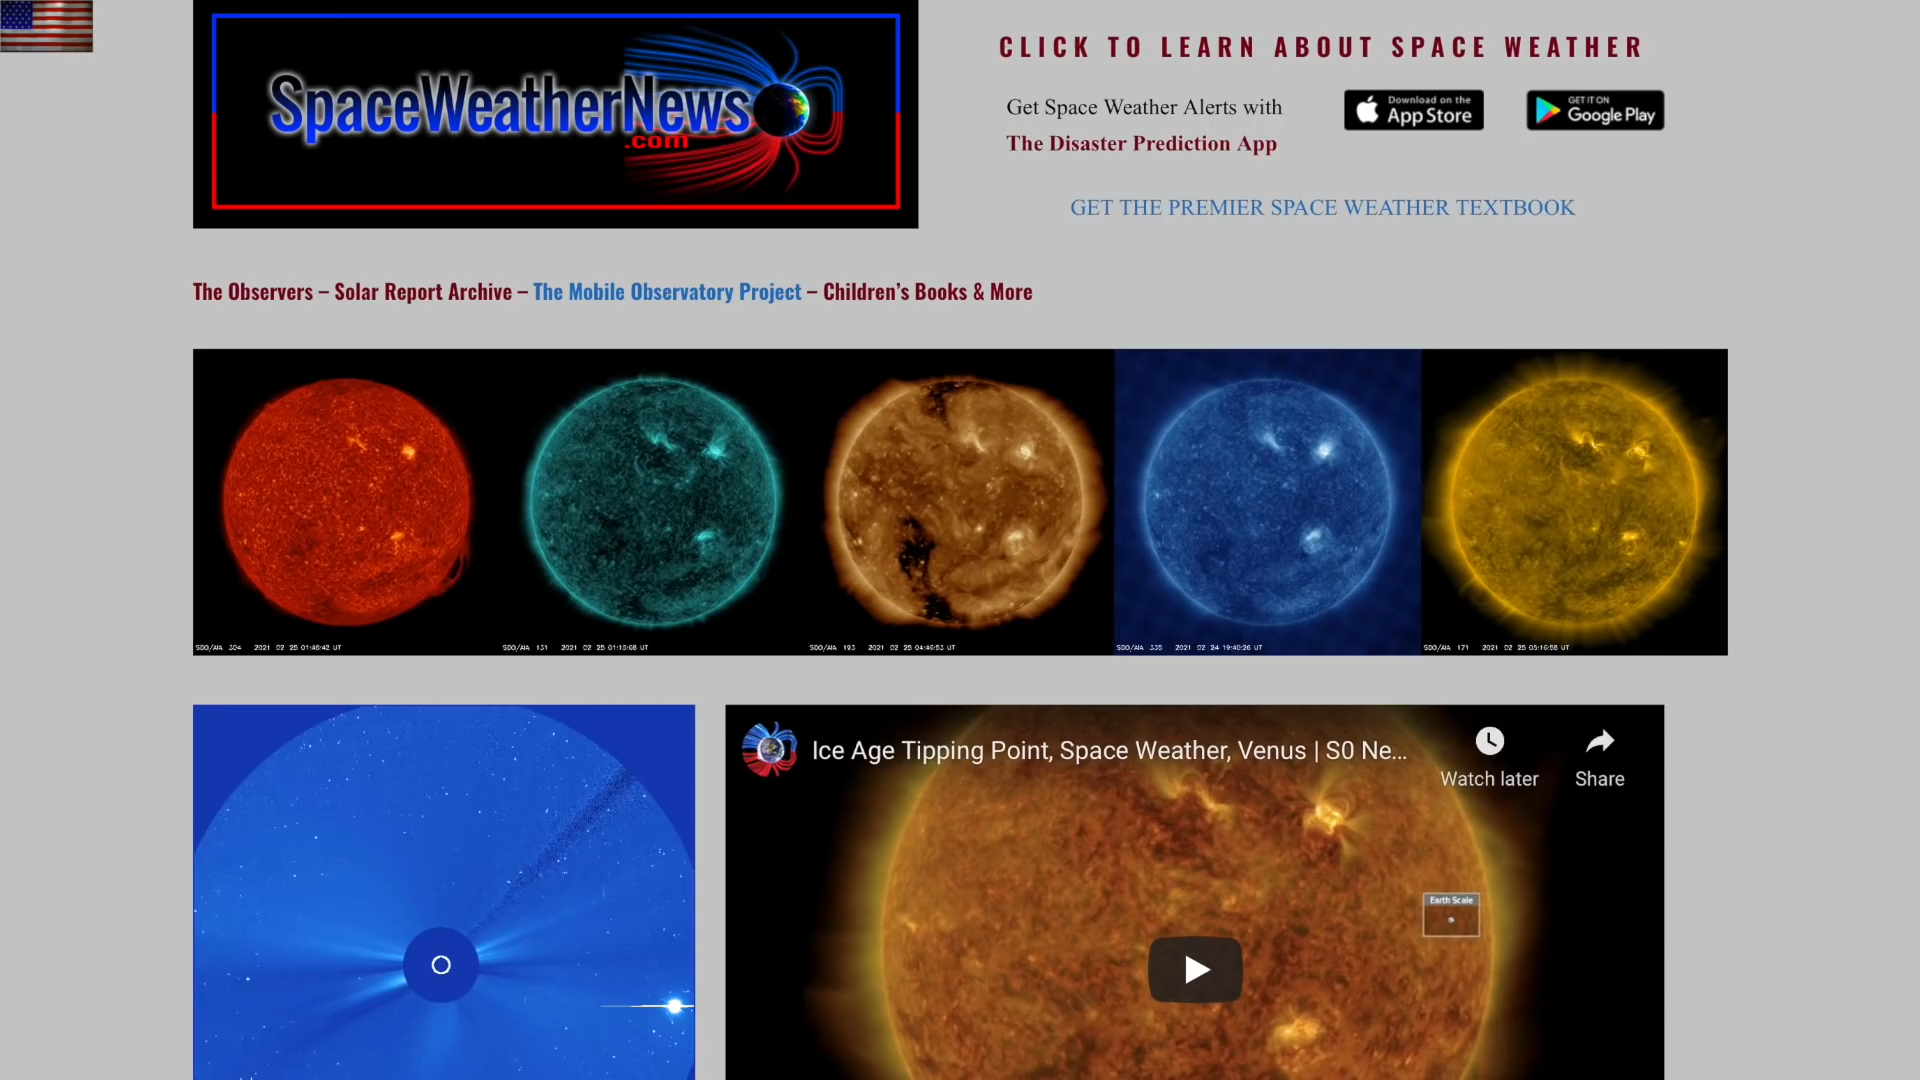 SpaceWeatherNews
.com
CLICK TO LEARN ABOUT SPACE WEATHER
Get Space Weather Alerts with
The Disaster Prediction App
Download on the
App Store
GET IT ON
Google Play
GET THE PREMIER SPACE WEATHER TEXTBOOK
The Observers – Solar Report Archive – The Mobile Observatory Project – Children’s Books & More
SDO/AIA 304 2021 02 25 01:46:42 UT
SDO/AIA 131 2021 02 25 01:10:08 UT
SDO/AIA 193 2021 02 25 04:46:53 UT
SDO/AIA 335 2021 02 24 19:40:26 UT
SDO/AIA 171 2021 02 25 05:16:58 UT
Ice Age Tipping Point, Space Weather, Venus | S0 Ne...
Watch later
Share
Earth Scale